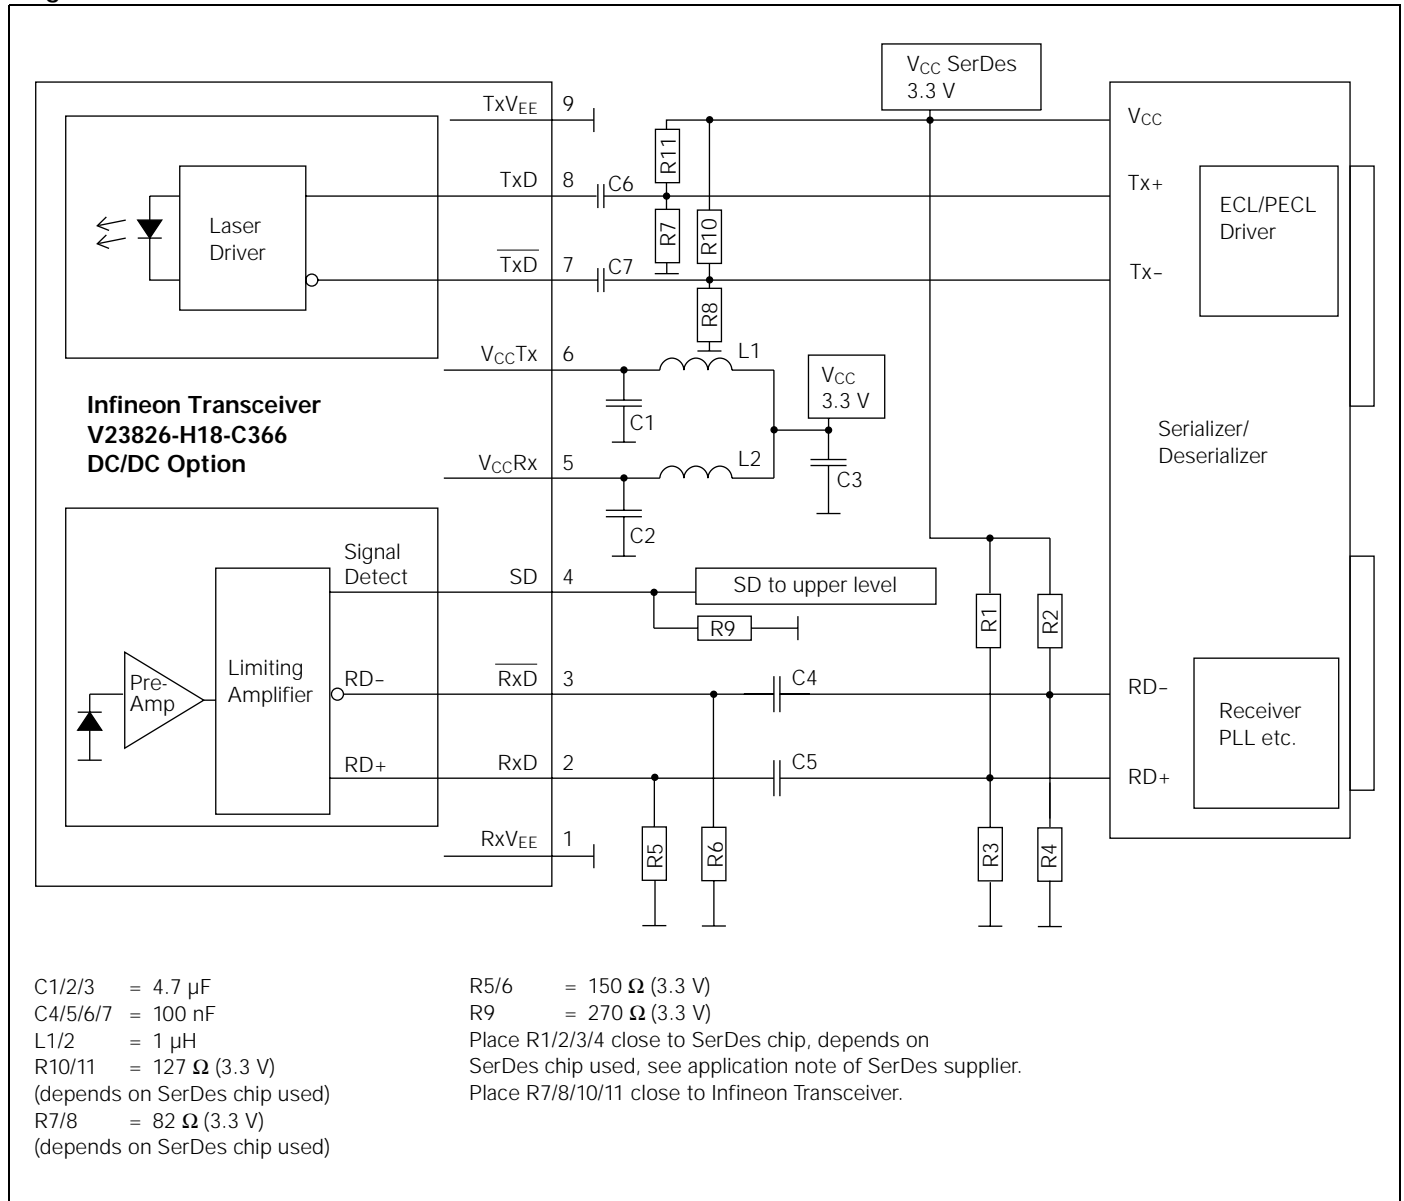 V_CC SerDes
3.3 V
TxV_EE 9
V_CC
R11
TxD 8
C6
Tx+
Laser
Driver
R7
R10
ECL/PECL
Driver
TxD 7
C7
Tx–
R8
V_CCTx 6
L1
V_CC
3.3 V
Infineon Transceiver
V23826-H18-C366
DC/DC Option
C1
Serializer/
Deserializer
V_CCRx 5
L2
C3
C2
Signal
Detect
SD 4
SD to upper level
R9
R1
R2
Pre-
Amp
Limiting
Amplifier
RD–
RxD 3
C4
RD–
Receiver
PLL etc.
RD+
RxD 2
C5
RD+
RxV_EE 1
R5
R6
R3
R4
C1/2/3 = 4.7 µF
C4/5/6/7 = 100 nF
L1/2 = 1 µH
R10/11 = 127 Ω (3.3 V)
(depends on SerDes chip used)
R7/8 = 82 Ω (3.3 V)
(depends on SerDes chip used)
R5/6 = 150 Ω (3.3 V)
R9 = 270 Ω (3.3 V)
Place R1/2/3/4 close to SerDes chip, depends on
SerDes chip used, see application note of SerDes supplier.
Place R7/8/10/11 close to Infineon Transceiver.